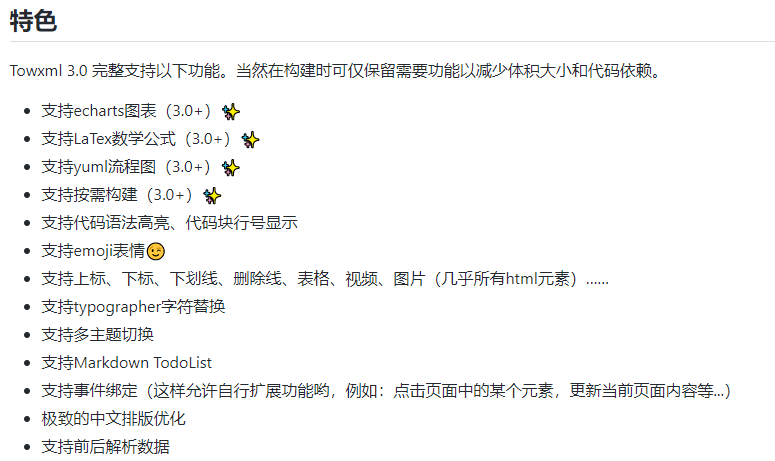 特色
Towxml 3.0 完整支持以下功能。当然在构建时可仅保留需要功能以减少体积大小和代码依赖。
支持echarts图表（3.0+）✨
支持LaTex数学公式（3.0+）✨
支持yuml流程图（3.0+）✨
支持按需构建（3.0+）✨
支持代码语法高亮、代码块行号显示
支持emoji表情😉
支持上标、下标、下划线、删除线、表格、视频、图片（几乎所有html元素）......
支持typographer字符替换
支持多主题切换
支持Markdown TodoList
支持事件绑定（这样允许自行扩展功能哟，例如：点击页面中的某个元素，更新当前页面内容等...）
极致的中文排版优化
支持前后解析数据